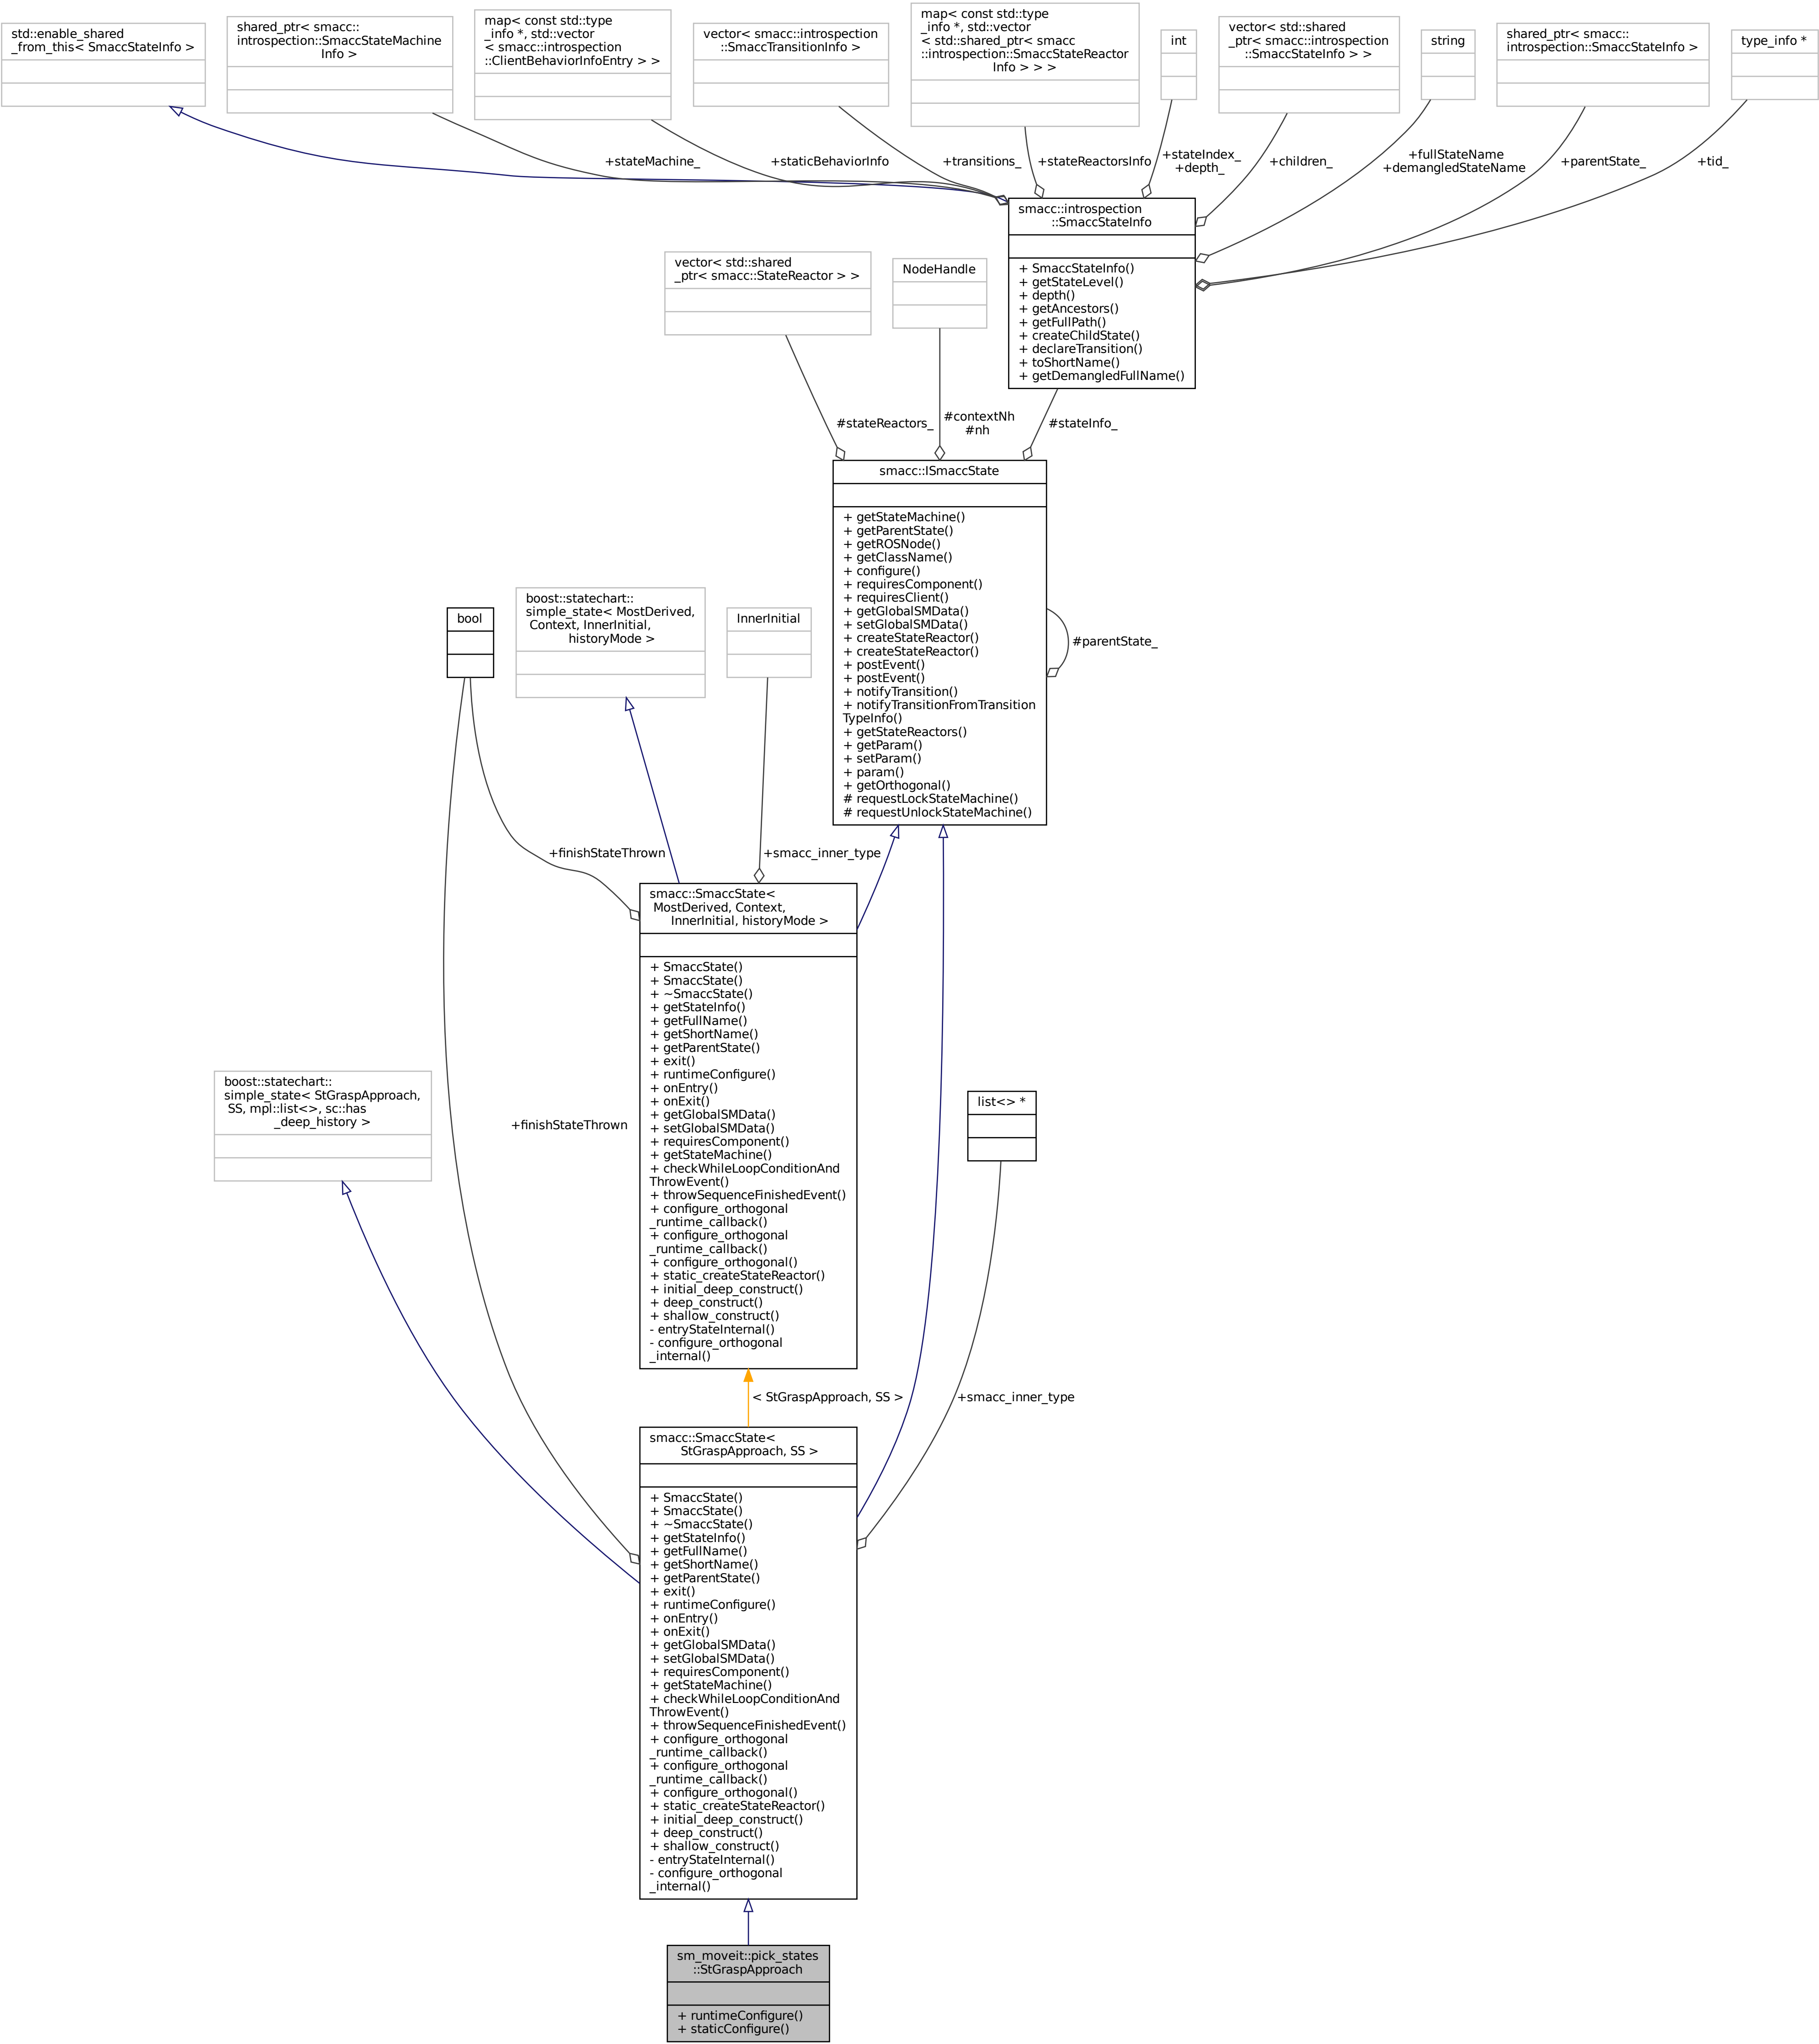 std::enable_shared
_from_this< SmaccStateInfo >
shared_ptr< smacc::
introspection::SmaccStateMachine
Info >
map< const std::type
_info *, std::vector
< smacc::introspection
::ClientBehaviorInfoEntry > >
vector< smacc::introspection
::SmaccTransitionInfo >
map< const std::type
_info *, std::vector
< std::shared_ptr< smacc
::introspection::SmaccStateReactor
Info > > >
int
vector< std::shared
_ptr< smacc::introspection
::SmaccStateInfo > >
string
shared_ptr< smacc::
introspection::SmaccStateInfo >
type_info *
+stateMachine_
+staticBehaviorInfo
+transitions_
+stateReactorsInfo
+stateIndex_
+depth_
+children_
+fullStateName
+demangledStateName
+parentState_
+tid_
smacc::introspection
::SmaccStateInfo
+ SmaccStateInfo()
+ getStateLevel()
+ depth()
+ getAncestors()
+ getFullPath()
+ createChildState()
+ declareTransition()
+ toShortName()
+ getDemangledFullName()
vector< std::shared
_ptr< smacc::StateReactor > >
NodeHandle
#stateReactors_
#contextNh
#nh
#stateInfo_
smacc::ISmaccState
+ getStateMachine()
+ getParentState()
+ getROSNode()
+ getClassName()
+ configure()
+ requiresComponent()
+ requiresClient()
+ getGlobalSMData()
+ setGlobalSMData()
+ createStateReactor()
+ createStateReactor()
+ postEvent()
+ postEvent()
+ notifyTransition()
+ notifyTransitionFromTransition
TypeInfo()
+ getStateReactors()
+ getParam()
+ setParam()
+ param()
+ getOrthogonal()
# requestLockStateMachine()
# requestUnlockStateMachine()
#parentState_
bool
boost::statechart::
simple_state< MostDerived,
Context, InnerInitial,
historyMode >
InnerInitial
+finishStateThrown
+smacc_inner_type
smacc::SmaccState<
MostDerived, Context,
InnerInitial, historyMode >
+ SmaccState()
+ SmaccState()
+ ~SmaccState()
+ getStateInfo()
+ getFullName()
+ getShortName()
+ getParentState()
+ exit()
+ runtimeConfigure()
+ onEntry()
+ onExit()
+ getGlobalSMData()
+ setGlobalSMData()
+ requiresComponent()
+ getStateMachine()
+ checkWhileLoopConditionAnd
ThrowEvent()
+ throwSequenceFinishedEvent()
+ configure_orthogonal
_runtime_callback()
+ configure_orthogonal
_runtime_callback()
+ configure_orthogonal()
+ static_createStateReactor()
+ initial_deep_construct()
+ deep_construct()
+ shallow_construct()
- entryStateInternal()
- configure_orthogonal
_internal()
boost::statechart::
simple_state< StGraspApproach,
SS, mpl::list<>, sc::has
_deep_history >
+finishStateThrown
list<> *
< StGraspApproach, SS >
+smacc_inner_type
smacc::SmaccState<
StGraspApproach, SS >
+ SmaccState()
+ SmaccState()
+ ~SmaccState()
+ getStateInfo()
+ getFullName()
+ getShortName()
+ getParentState()
+ exit()
+ runtimeConfigure()
+ onEntry()
+ onExit()
+ getGlobalSMData()
+ setGlobalSMData()
+ requiresComponent()
+ getStateMachine()
+ checkWhileLoopConditionAnd
ThrowEvent()
+ throwSequenceFinishedEvent()
+ configure_orthogonal
_runtime_callback()
+ configure_orthogonal
_runtime_callback()
+ configure_orthogonal()
+ static_createStateReactor()
+ initial_deep_construct()
+ deep_construct()
+ shallow_construct()
- entryStateInternal()
- configure_orthogonal
_internal()
sm_moveit::pick_states
::StGraspApproach
+ runtimeConfigure()
+ staticConfigure()